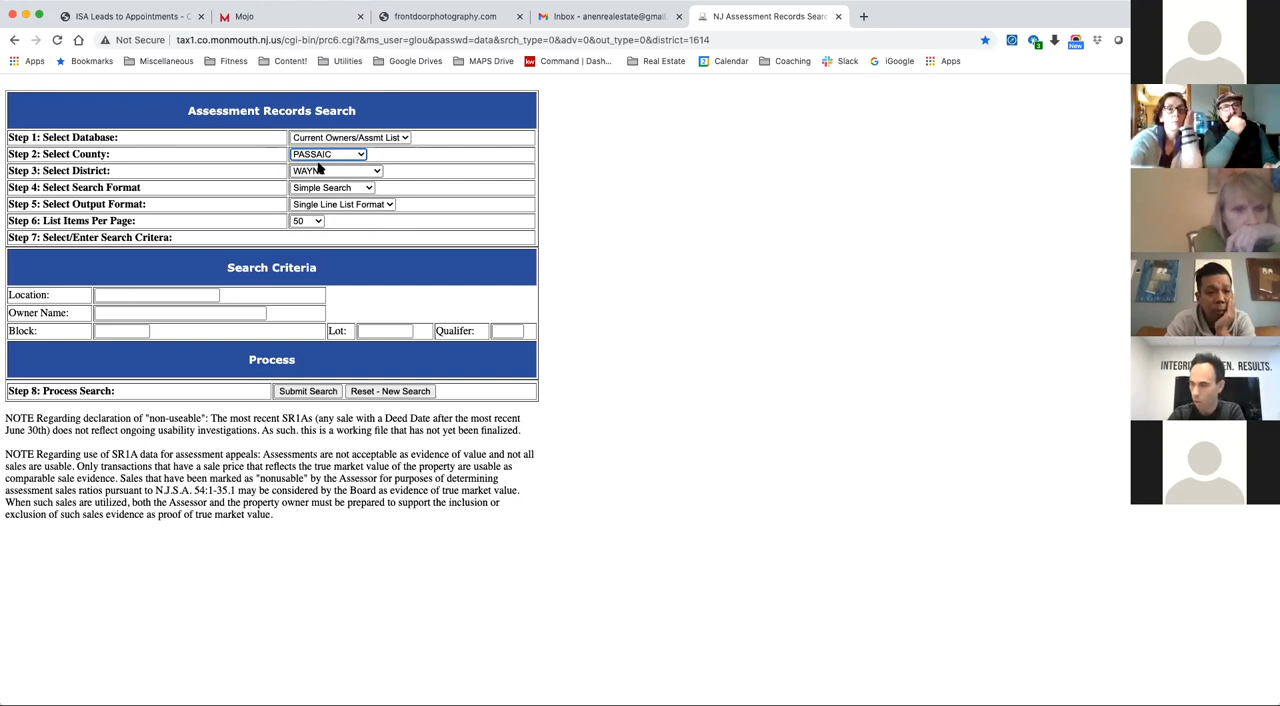 ISA Leads to Appointments - C
Mojo
frontdoorphotography.com
Inbox - anenrealestate@gmail.
NJ Assessment Records Searc
Not Secure
tax1.co.monmouth.nj.us/cgi-bin/prc6.cgi?&ms_user=glou&passwd=data&srch_type=0&adv=0&out_type=0&district=1614
3
New
Apps
Bookmarks
Miscellaneous
Fitness
Content!
Utilities
Google Drives
MAPS Drive
kw
Command | Dash...
Real Estate
Calendar
Coaching
Slack
iGoogle
Apps
Assessment Records Search
Step 1: Select Database:
Current Owners/Assmt List
Step 2: Select County:
PASSAIC
Step 3: Select District:
Step 4: Select Search Format
Simple Search
Step 5: Select Output Format:
Single Line List Format
Step 6: List Items Per Page:
50
Step 7: Select/Enter Search Critera:
Search Criteria
Location:
Owner Name:
Block:
Lot:
Qualifer:
Process
Step 8: Process Search:
Submit Search
Reset - New Search
NOTE Regarding declaration of "non-useable": The most recent SR1As (any sale with a Deed Date after the most recent
June 30th) does not reflect ongoing usability investigations. As such. this is a working file that has not yet been finalized.
NOTE Regarding use of SR1A data for assessment appeals: Assessments are not acceptable as evidence of value and not all
sales are usable. Only transactions that have a sale price that reflects the true market value of the property are usable as
comparable sale evidence. Sales that have been marked as "nonusable" by the Assessor for purposes of determining
assessment sales ratios pursuant to N.J.S.A. 54:1-35.1 may be considered by the Board as evidence of true market value.
When such sales are utilized, both the Assessor and the property owner must be prepared to support the inclusion or
exclusion of such sales evidence as proof of true market value.
RESULTS.